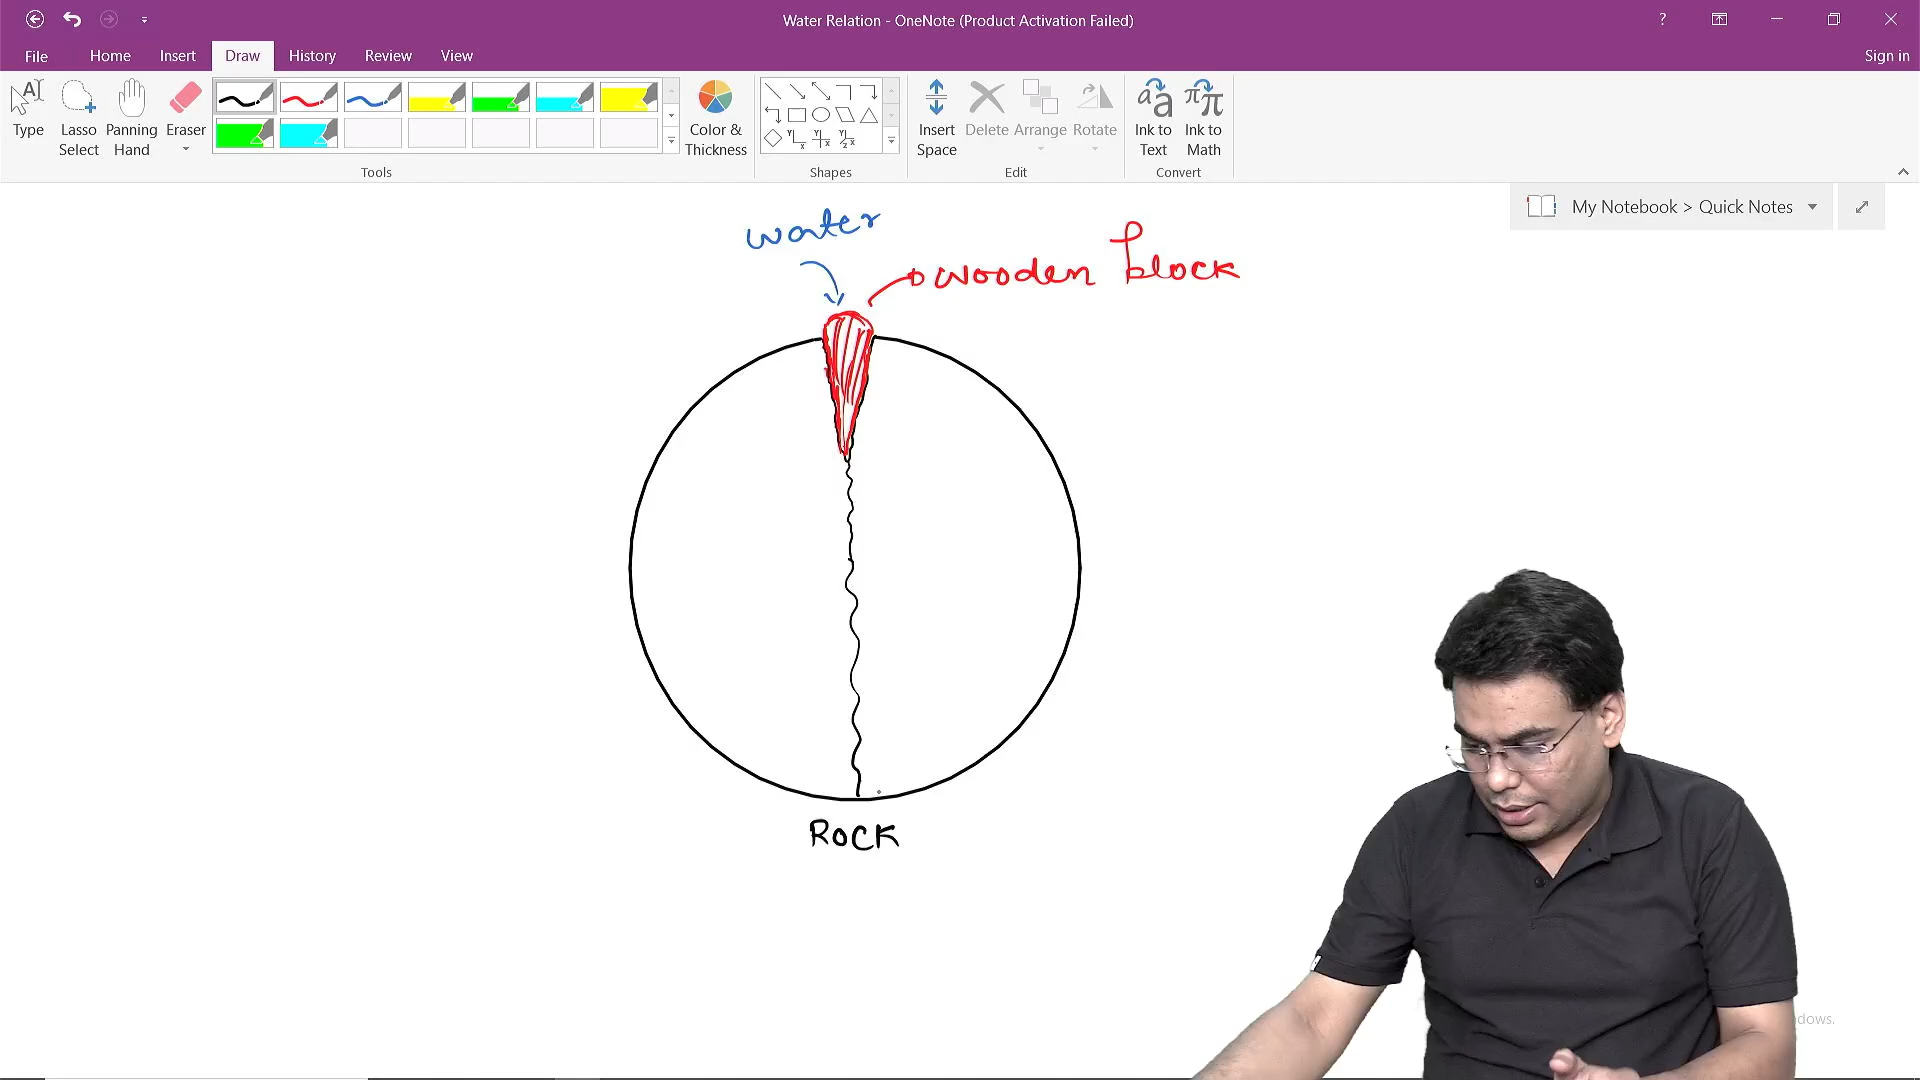 Water Relation - OneNote (Product Activation Failed)
?
File Home Insert Draw History Review View
Sign in
Type
Lasso Select
Panning Hand
Eraser
Color & Thickness
Insert Space
Delete
Arrange
Rotate
Ink to Text
Ink to Math
Tools
Shapes
Edit
Convert
My Notebook > Quick Notes
water
wooden block
ROCK
dows.